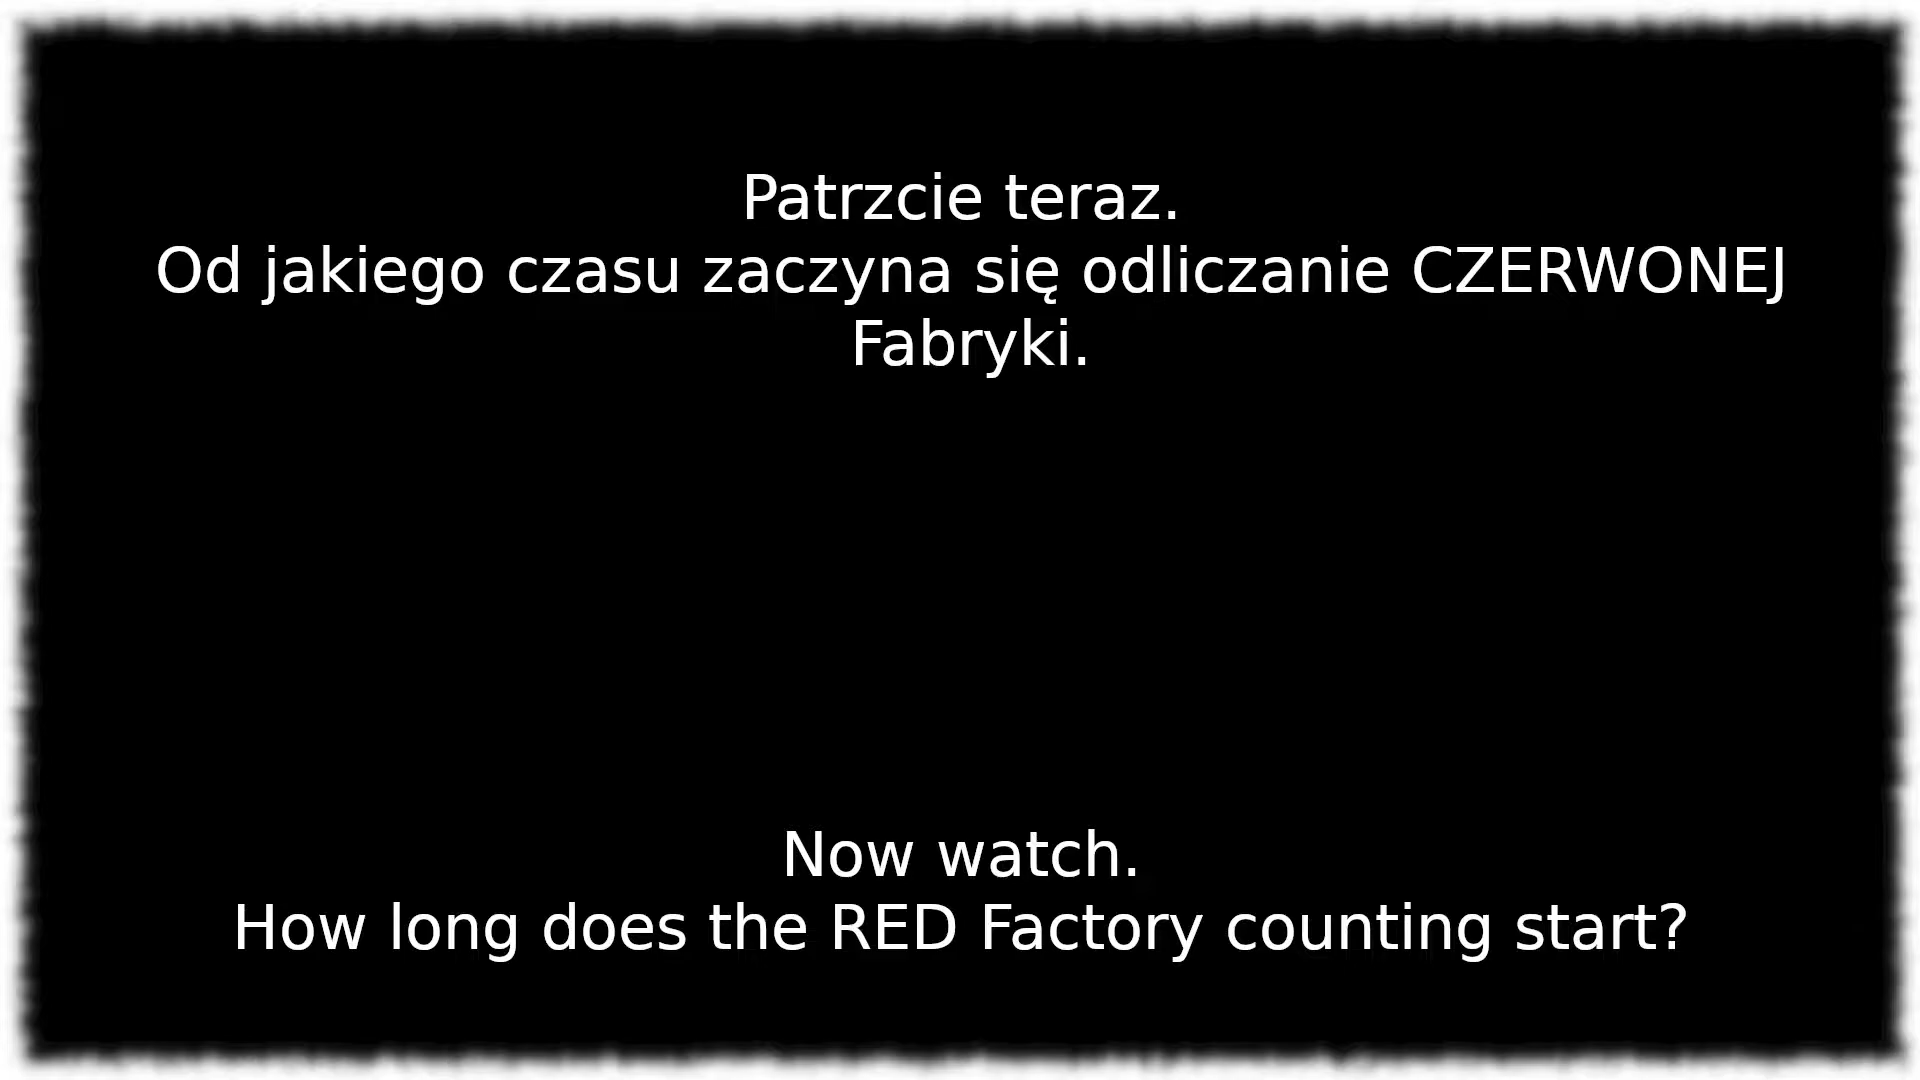 Patrzcie teraz.
Od jakiego czasu zaczyna się odliczanie CZERWONEJ
Fabryki.
Now watch.
How long does the RED Factory counting start?